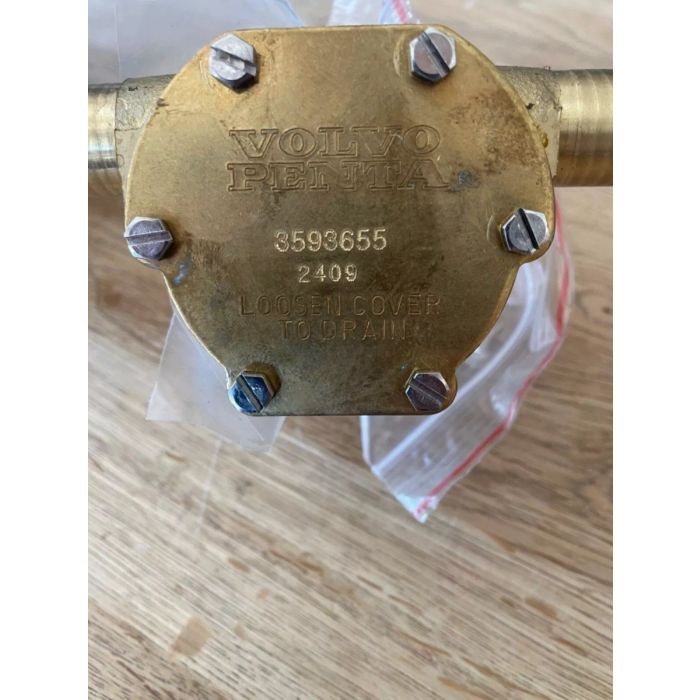 VOLVO
PENTA
3593655
2409
LOOSEN COVER
TO DRAIN